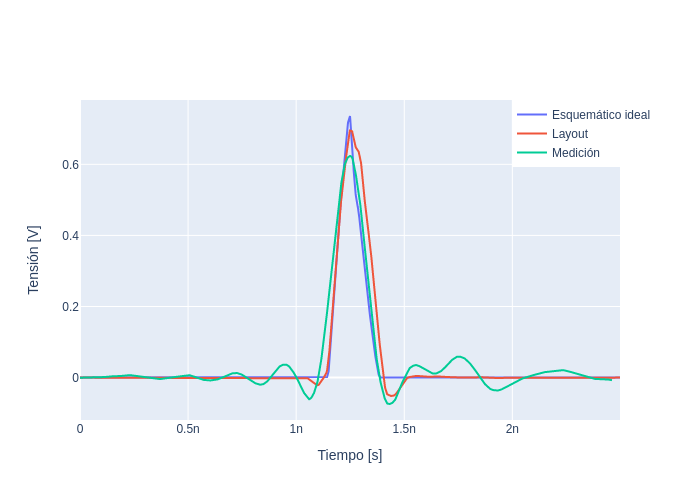 Esquemático ideal
Layout
Medición
0.6
0.4
0.2
0
Tensión [V]
0 0.5n 1n 1.5n 2n
Tiempo [s]